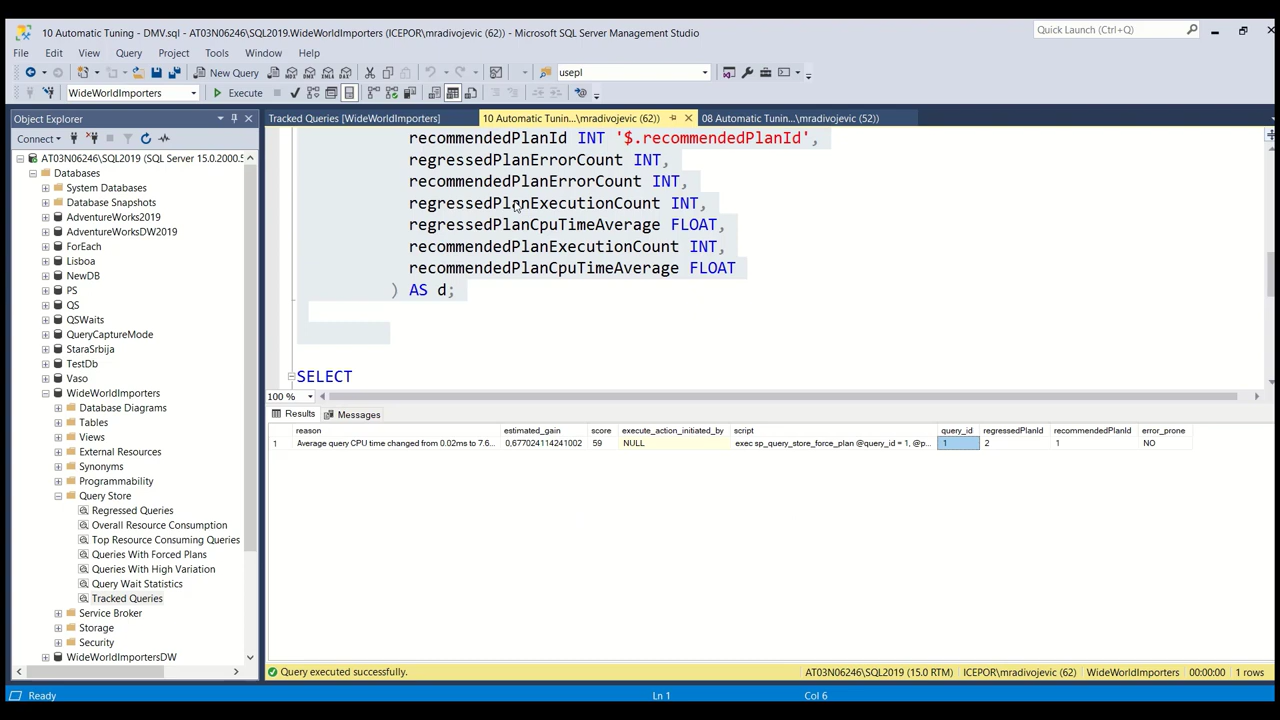 10 Automatic Tuning - DMV.sql - AT03N06246\SQL2019.WideWorldImporters (ICEPOR\mradivojevic (62)) - Microsoft SQL Server Management Studio
Quick Launch (Ctrl+Q)
File Edit View Query Project Tools Window Help
New Query
MDX DMX XMLA DAX
usepl
WideWorldImporters
Execute
Object Explorer
Tracked Queries [WideWorldImporters]
10 Automatic Tunin...\mradivojevic (62))
08 Automatic Tunin...\mradivojevic (52))
Connect
AT03N06246\SQL2019 (SQL Server 15.0.2000.5
Databases
System Databases
Database Snapshots
AdventureWorks2019
AdventureWorksDW2019
ForEach
Lisboa
NewDB
PS
QS
QSWaits
QueryCaptureMode
StaraSrbija
TestDb
Vaso
WideWorldImporters
Database Diagrams
Tables
Views
External Resources
Synonyms
Programmability
Query Store
Regressed Queries
Overall Resource Consumption
Top Resource Consuming Queries
Queries With Forced Plans
Queries With High Variation
Query Wait Statistics
Tracked Queries
Service Broker
Storage
Security
WideWorldImportersDW
recommendedPlanId INT '$.recommendedPlanId',
regressedPlanErrorCount INT,
recommendedPlanErrorCount INT,
regressedPlanExecutionCount INT,
regressedPlanCpuTimeAverage FLOAT,
recommendedPlanExecutionCount INT,
recommendedPlanCpuTimeAverage FLOAT
) AS d;
SELECT
100 %
Results Messages
reason estimated_gain score execute_action_initiated_by script query_id regressedPlanId recommendedPlanId error_prone
1 Average query CPU time changed from 0.02ms to 7.6... 0,677024114241002 59 NULL exec sp_query_store_force_plan @query_id = 1, @p... 1 2 1 NO
Query executed successfully.
AT03N06246\SQL2019 (15.0 RTM) ICEPOR\mradivojevic (62) WideWorldImporters 00:00:00 1 rows
Ready Ln 1 Col 6